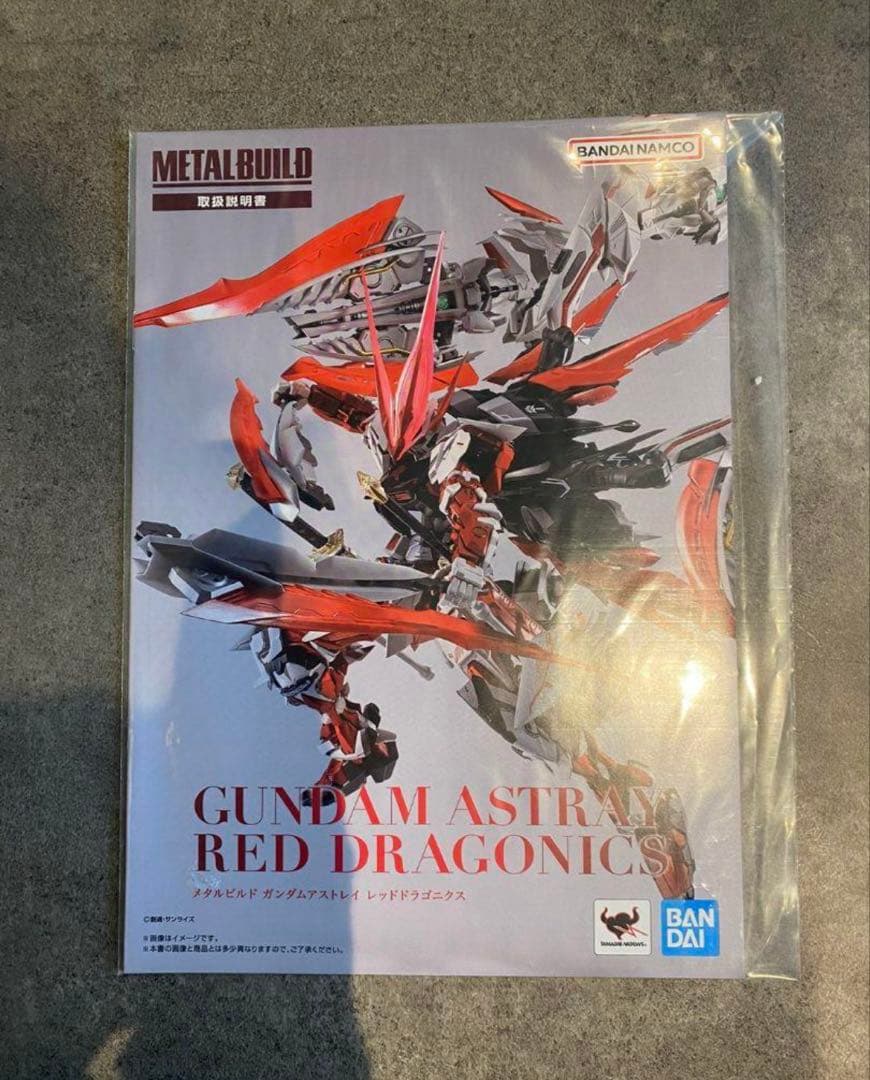 METAL BUILD
取扱説明書
BANDAI NAMCO
GUNDAM ASTRAY
RED DRAGONICS
メタルビルド ガンダムアストレイ レッドドラゴニクス
©創通・サンライズ
※画像はイメージです。
※本書の画像と商品とは多少異なりますので、ご了承ください。
TAMASHII NATIONS
BAN
DAI